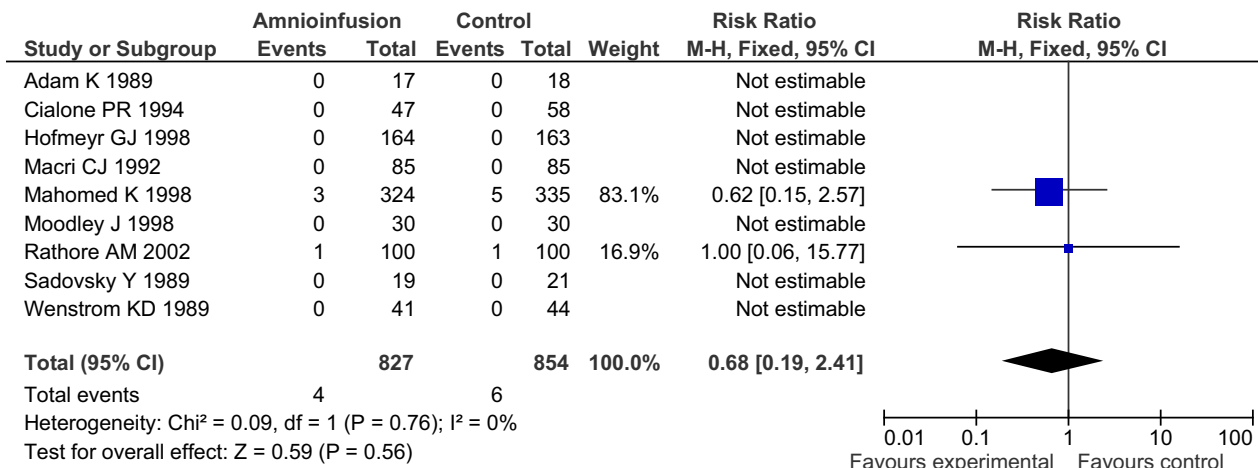 Amnioinfusion Control Risk Ratio Risk Ratio
Study or Subgroup Events Total Events Total Weight M-H, Fixed, 95% CI M-H, Fixed, 95% CI
Adam K 1989 0 17 0 18 Not estimable
Cialone PR 1994 0 47 0 58 Not estimable
Hofmeyr GJ 1998 0 164 0 163 Not estimable
Macri CJ 1992 0 85 0 85 Not estimable
Mahomed K 1998 3 324 5 335 83.1% 0.62 [0.15, 2.57]
Moodley J 1998 0 30 0 30 Not estimable
Rathore AM 2002 1 100 1 100 16.9% 1.00 [0.06, 15.77]
Sadovsky Y 1989 0 19 0 21 Not estimable
Wenstrom KD 1989 0 41 0 44 Not estimable
Total (95% CI) 827 854 100.0% 0.68 [0.19, 2.41]
Total events 4 6
Heterogeneity: Chi² = 0.09, df = 1 (P = 0.76); I² = 0%
Test for overall effect: Z = 0.59 (P = 0.56)
0.01 0.1 1 10 100
Favours experimental Favours control